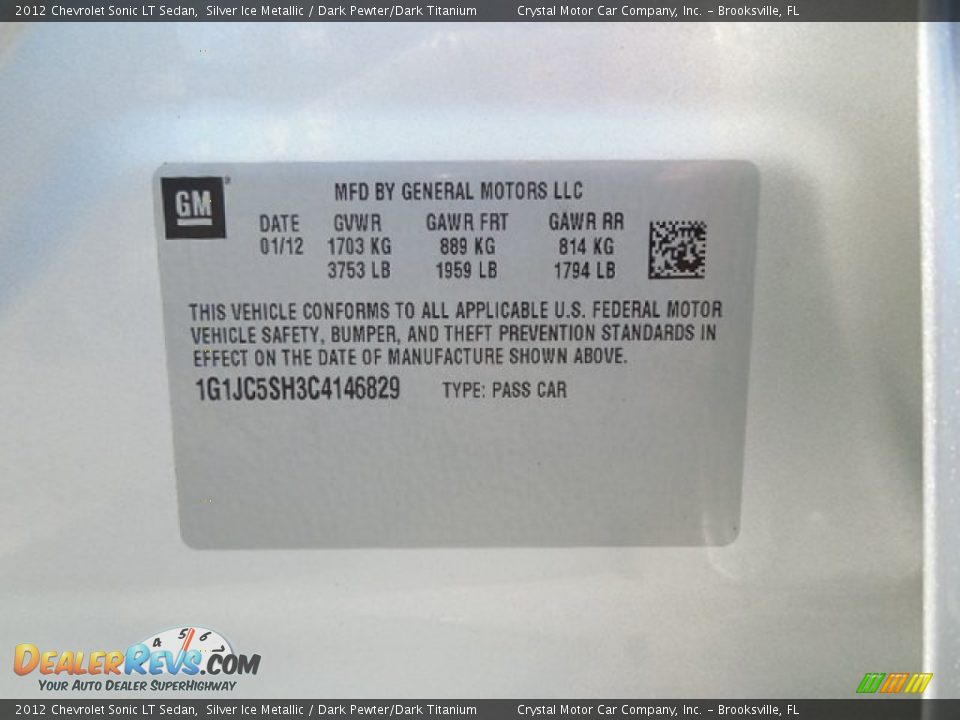 2012 Chevrolet Sonic LT Sedan, Silver Ice Metallic / Dark Pewter/Dark Titanium Crystal Motor Car Company, Inc. – Brooksville, FL
GM
MFD BY GENERAL MOTORS LLC
DATE GVWR GAWR FRT GAWR RR
01/12 1703 KG 889 KG 814 KG
3753 LB 1959 LB 1794 LB
THIS VEHICLE CONFORMS TO ALL APPLICABLE U.S. FEDERAL MOTOR
VEHICLE SAFETY, BUMPER, AND THEFT PREVENTION STANDARDS IN
EFFECT ON THE DATE OF MANUFACTURE SHOWN ABOVE.
1G1JC5SH3C4146829 TYPE: PASS CAR
4 5 6 7
DEALERREVS.COM
YOUR AUTO DEALER SUPERHIGHWAY
2012 Chevrolet Sonic LT Sedan, Silver Ice Metallic / Dark Pewter/Dark Titanium Crystal Motor Car Company, Inc. – Brooksville, FL